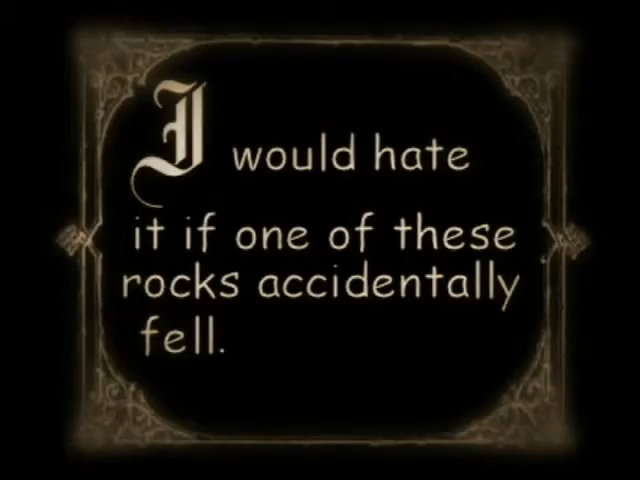 I would hate
it if one of these
rocks accidentally
fell.